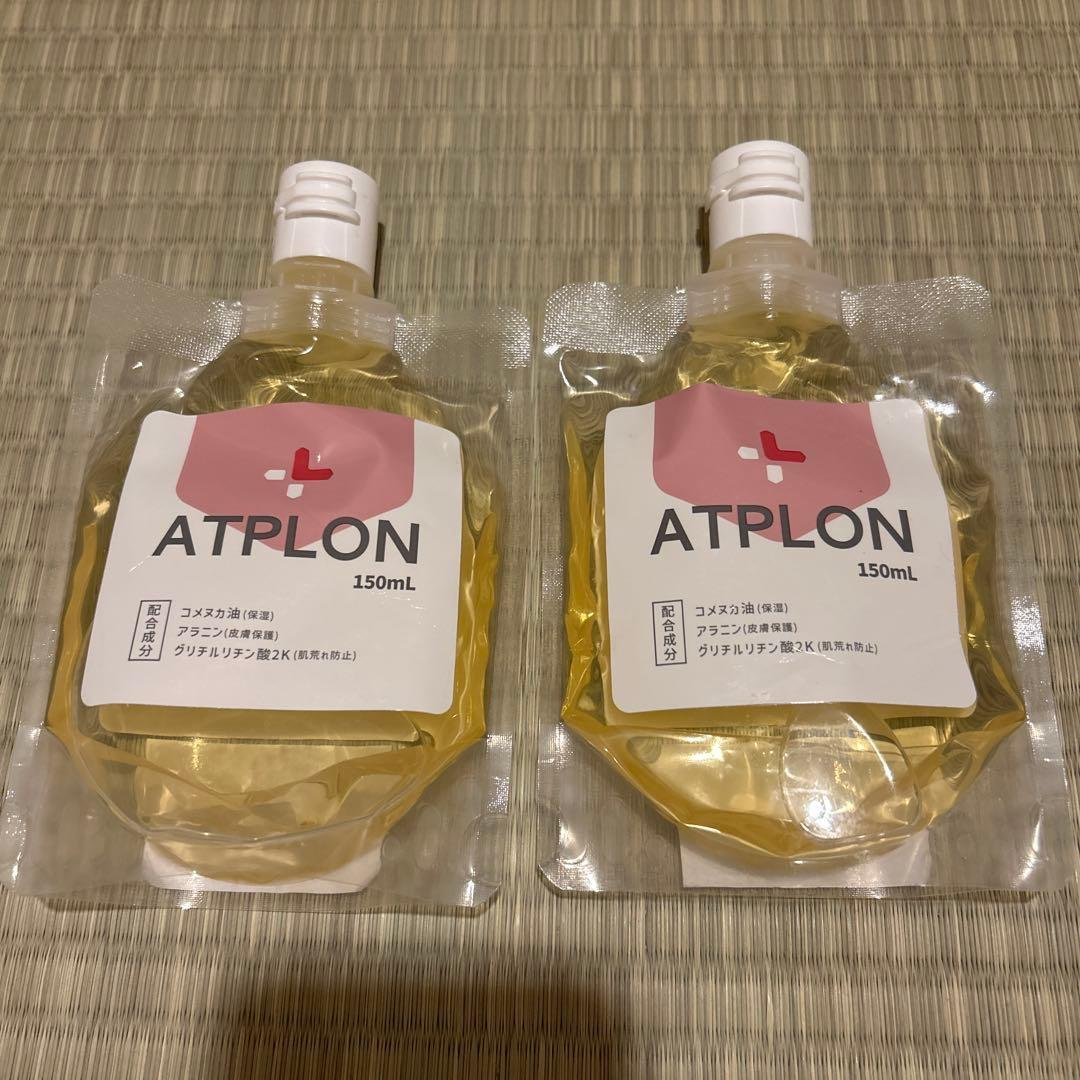 ATPLON
150mL
配合成分
コメヌカ油(保湿)
アラニン(皮膚保護)
グリチルリチン酸2K(肌荒れ防止)
ATPLON
150mL
配合成分
コメヌカ油(保湿)
アラニン(皮膚保護)
グリチルリチン酸2K(肌荒れ防止)